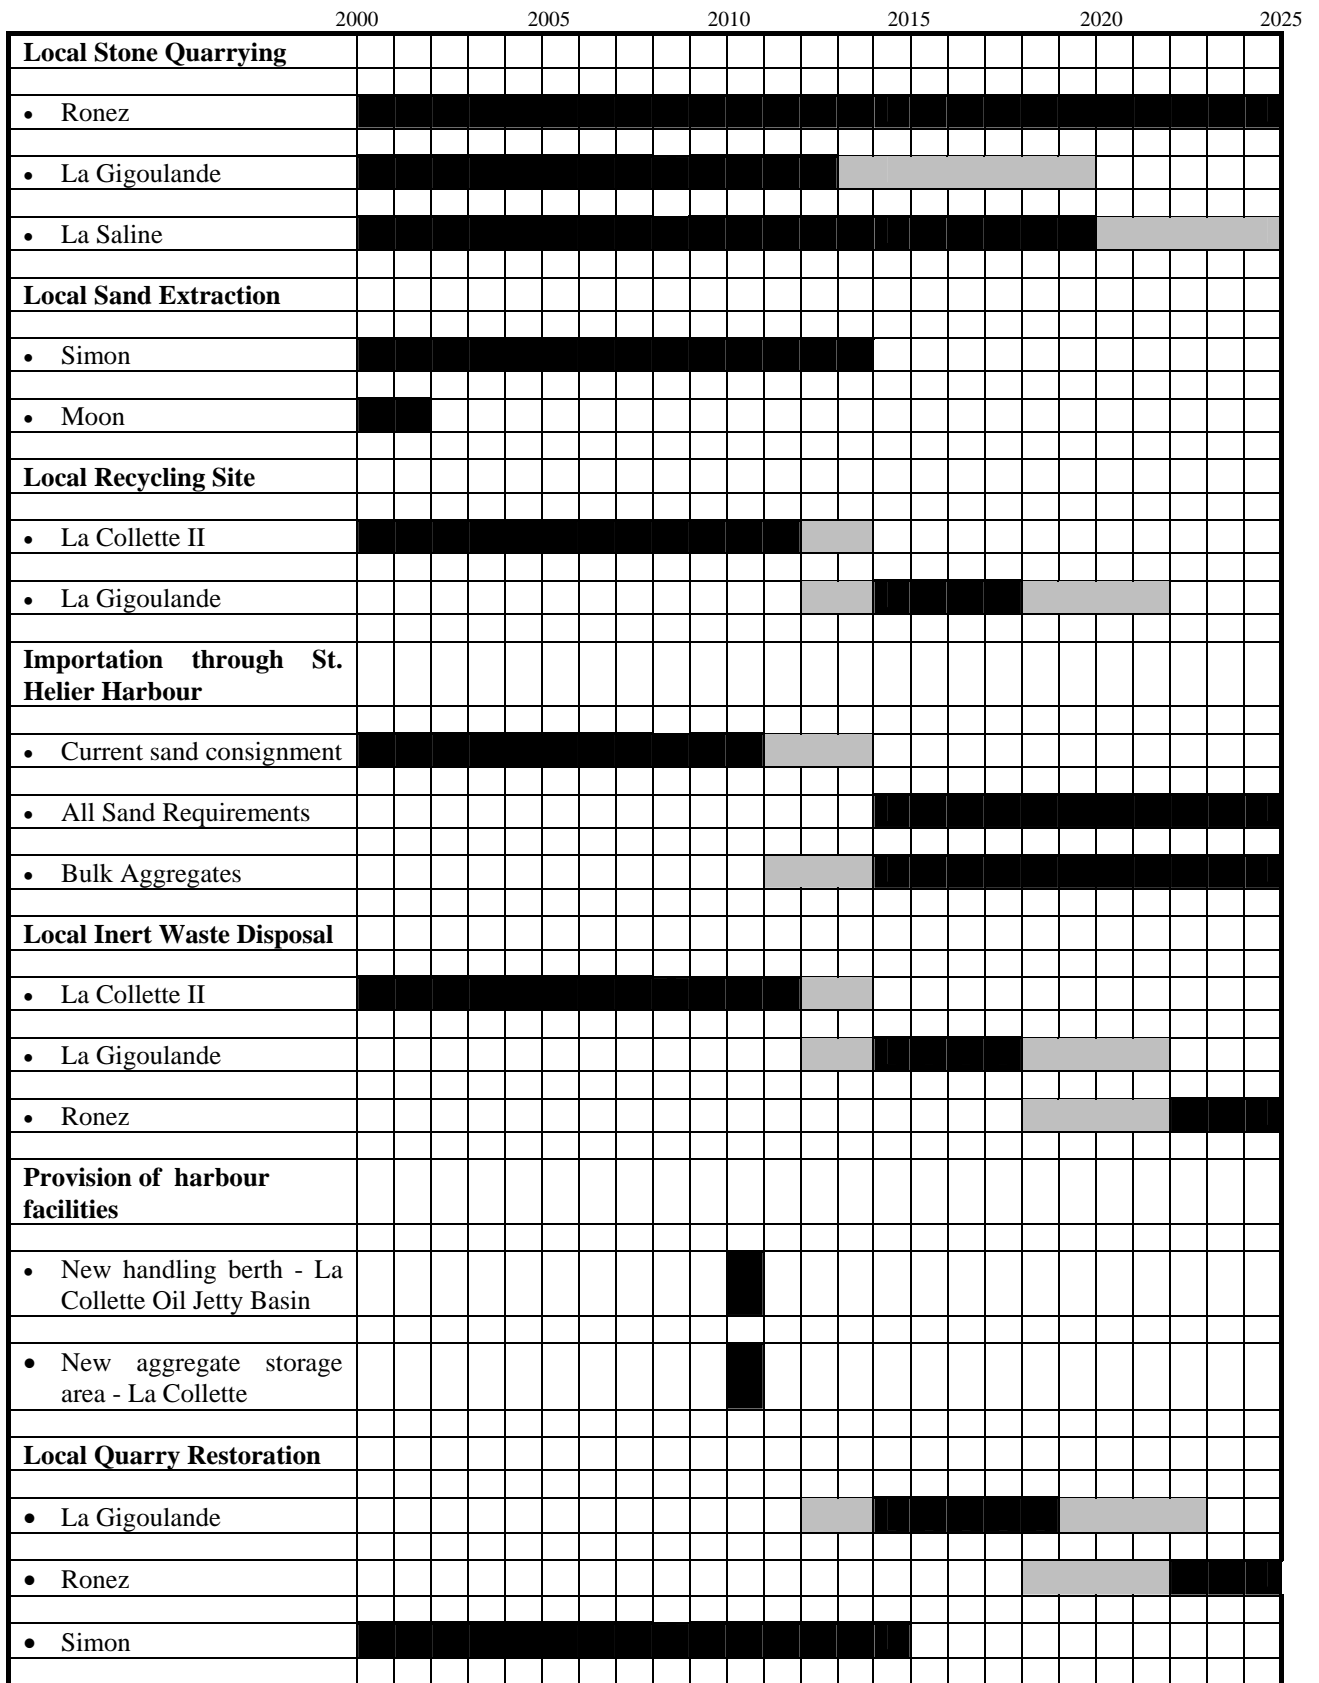 2000 2005 2010 2015 2020 2025
Local Stone Quarrying
• Ronez
• La Gigoulande
• La Saline
Local Sand Extraction
• Simon
• Moon
Local Recycling Site
• La Collette II
• La Gigoulande
Importation through St.
Helier Harbour
• Current sand consignment
• All Sand Requirements
• Bulk Aggregates
Local Inert Waste Disposal
• La Collette II
• La Gigoulande
• Ronez
Provision of harbour
facilities
• New handling berth - La
Collette Oil Jetty Basin
• New aggregate storage
area - La Collette
Local Quarry Restoration
• La Gigoulande
• Ronez
• Simon